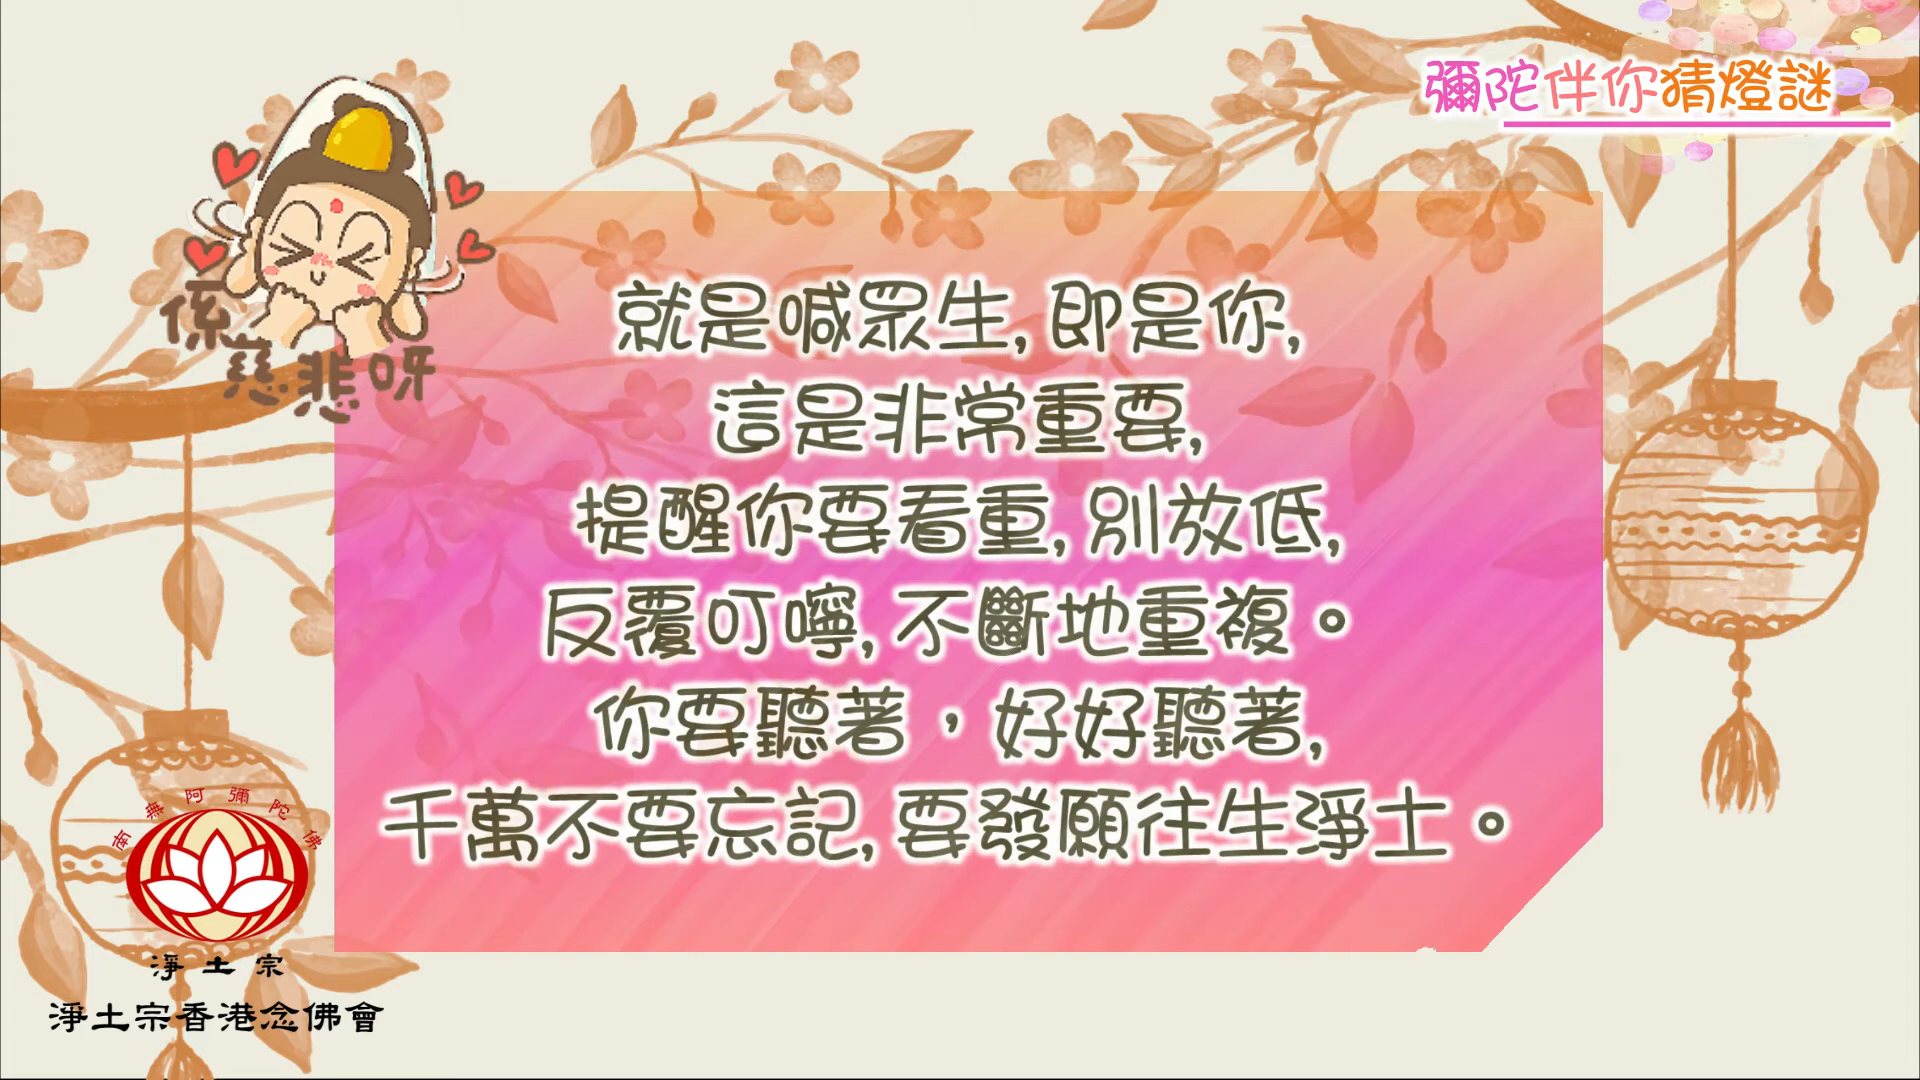 彌陀伴你猜燈謎
係慈悲呀
就是喊眾生,即是你,
這是非常重要,
提醒你要看重,別放低,
反覆叮嚀,不斷地重複。
你要聽著，好好聽著,
千萬不要忘記,要發願往生淨土。
南無阿彌陀佛
淨土宗
淨土宗香港念佛會